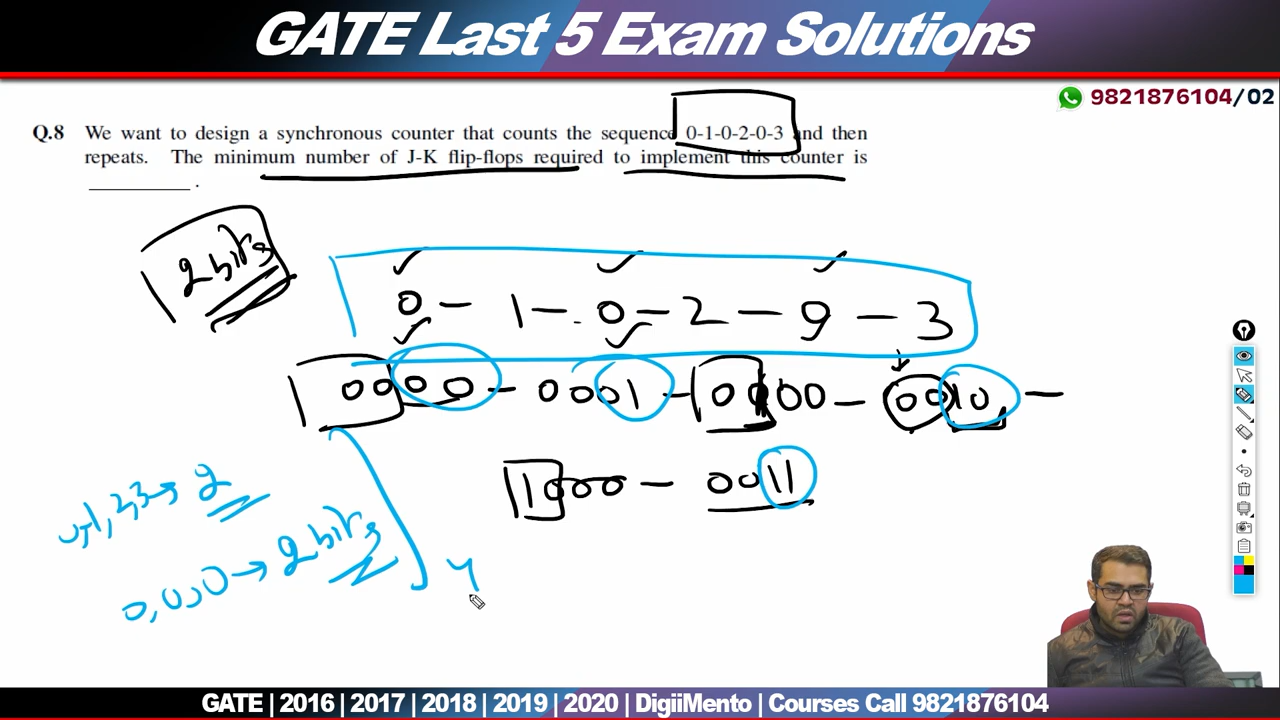 GATE Last 5 Exam Solutions
9821876104/02
Q.8 We want to design a synchronous counter that counts the sequence 0-1-0-2-0-3 and then
repeats. The minimum number of J-K flip-flops required to implement this counter is
__________ .
2 bits
0 - 1 - 0 - 2 - 0 - 3
0000 - 0001 - 0000 - 0010 -
11000 - 0011
0,1,2,3 → 2
0,0,0 → 2 bits
4
GATE | 2016 | 2017 | 2018 | 2019 | 2020 | DigiiMento | Courses Call 9821876104